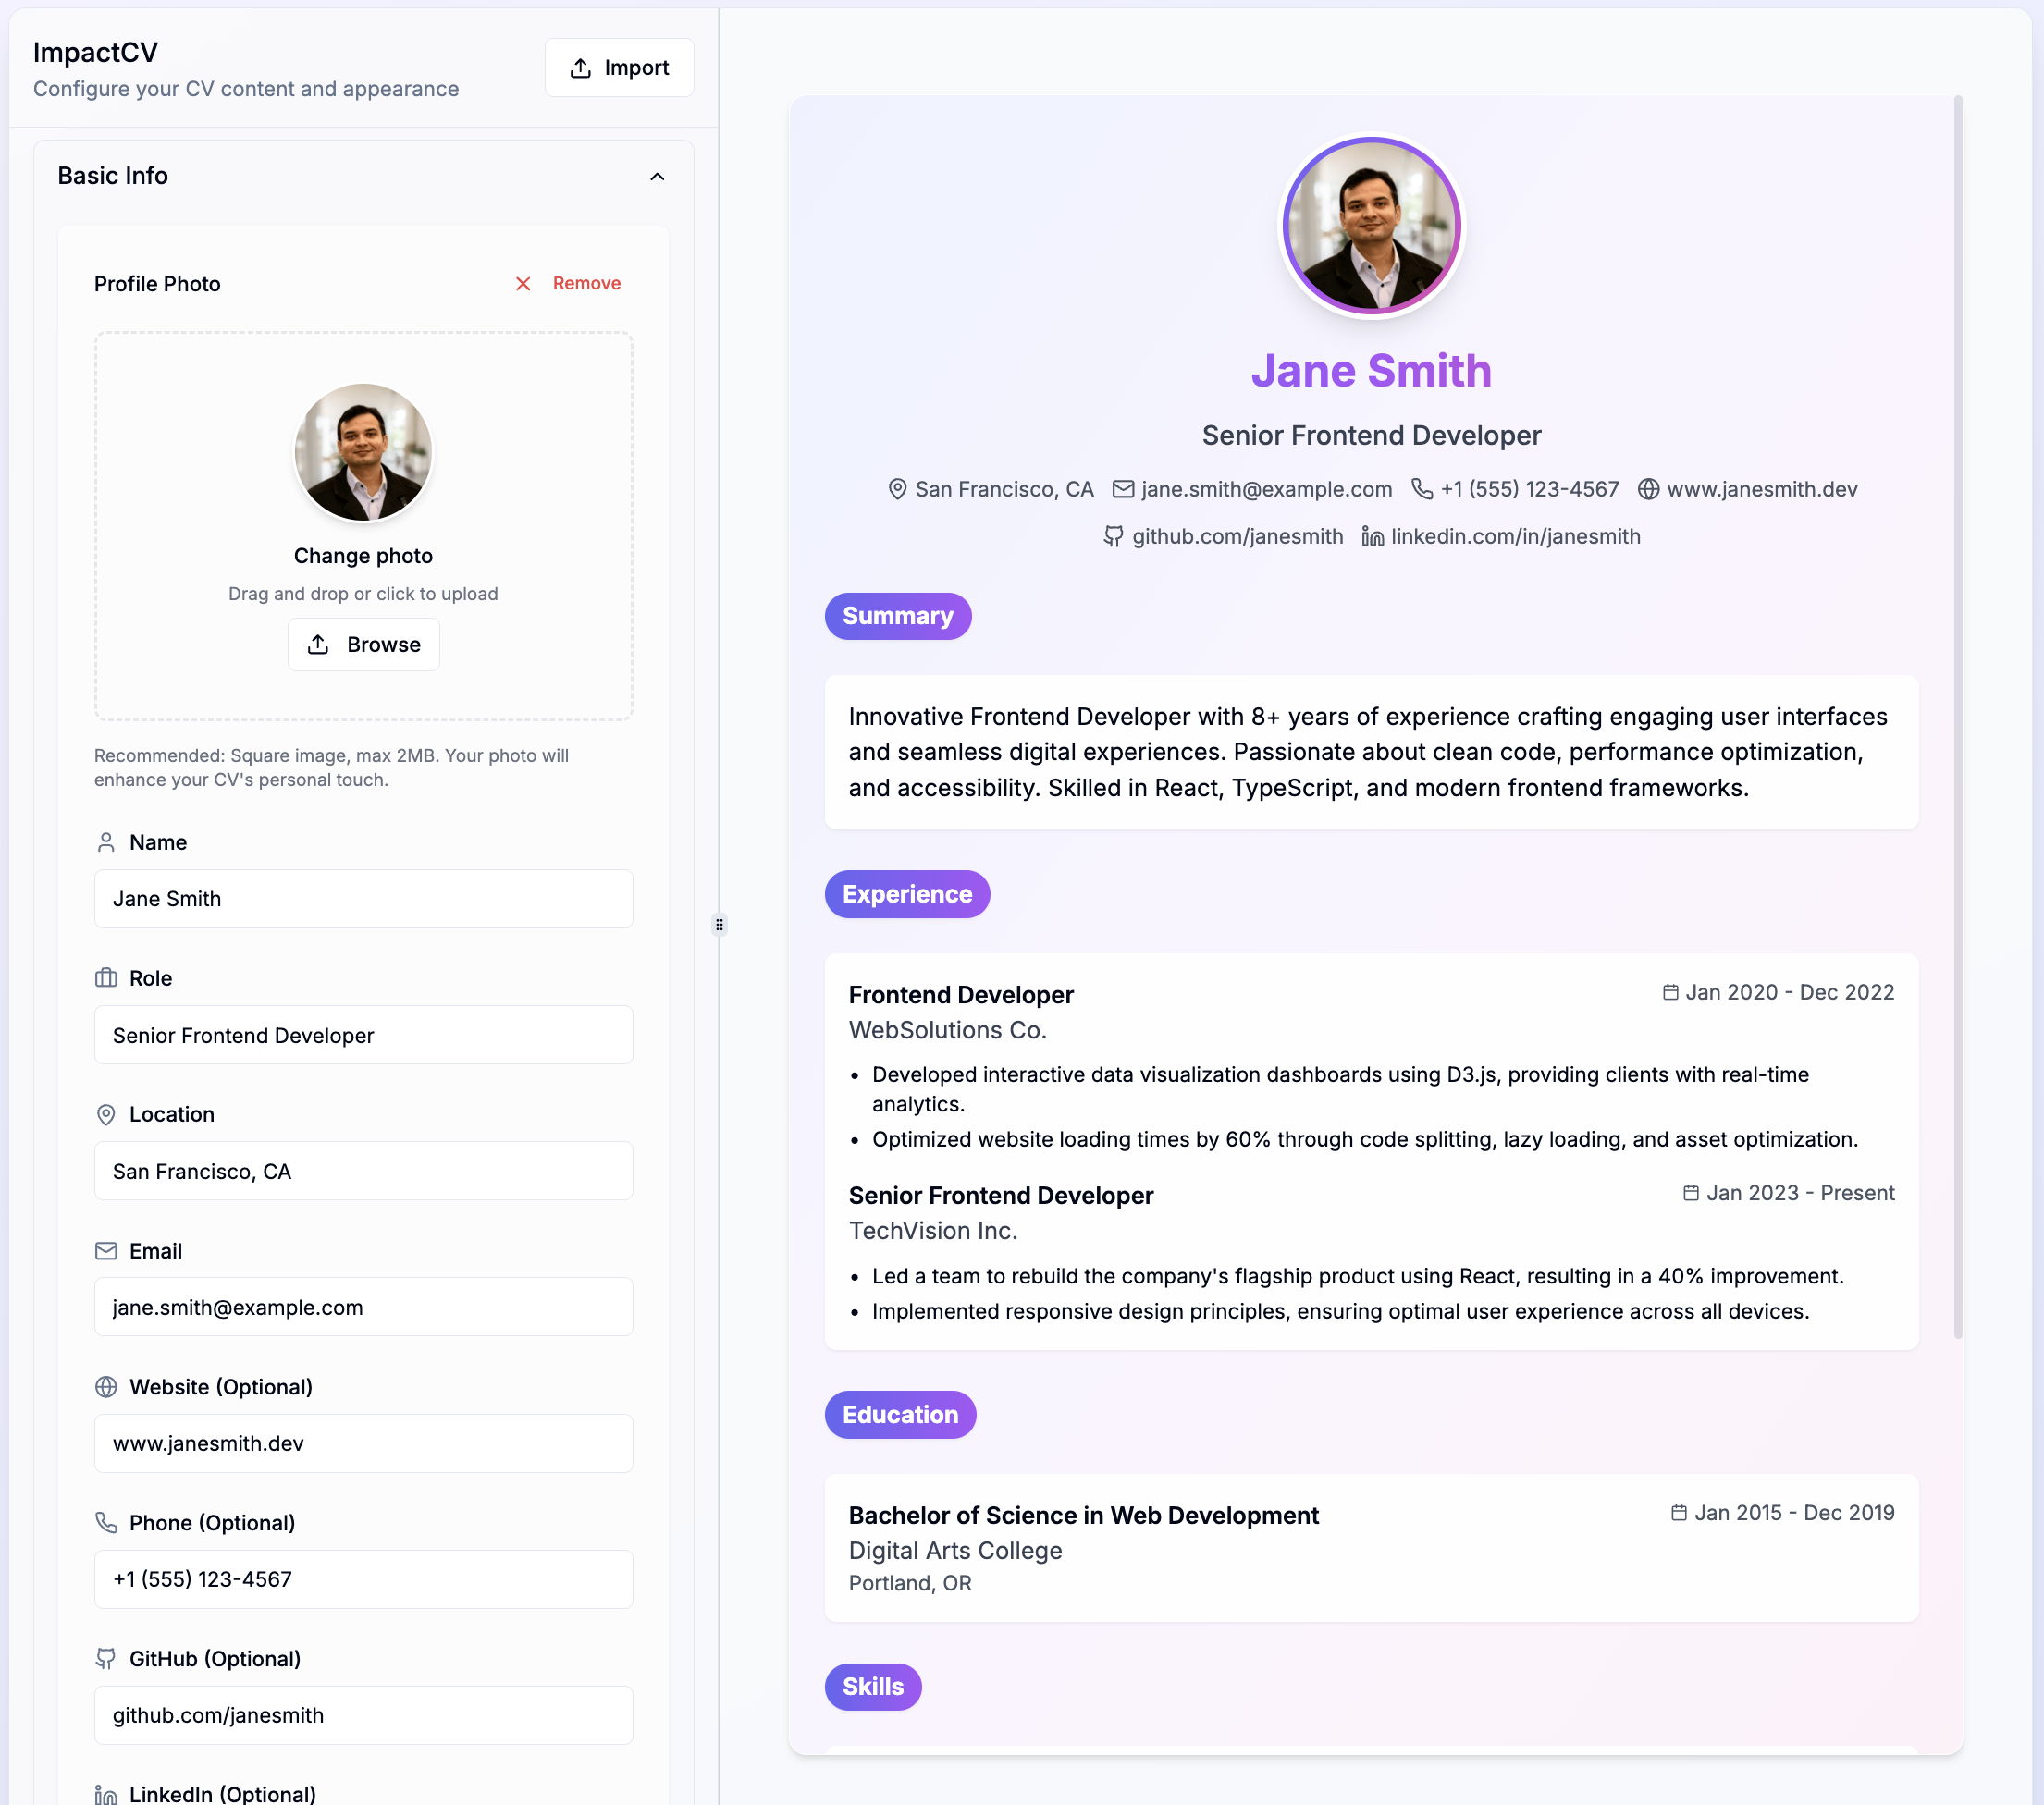 ImpactCV
Configure your CV content and appearance
Import
Basic Info
Profile Photo
Remove
Change photo
Drag and drop or click to upload
Browse
Recommended: Square image, max 2MB. Your photo will
enhance your CV's personal touch.
Name
Jane Smith
Role
Senior Frontend Developer
Location
San Francisco, CA
Email
jane.smith@example.com
Website (Optional)
www.janesmith.dev
Phone (Optional)
+1 (555) 123-4567
GitHub (Optional)
github.com/janesmith
LinkedIn (Optional)
Jane Smith
Senior Frontend Developer
San Francisco, CA jane.smith@example.com +1 (555) 123-4567 www.janesmith.dev
github.com/janesmith linkedin.com/in/janesmith
Summary
Innovative Frontend Developer with 8+ years of experience crafting engaging user interfaces
and seamless digital experiences. Passionate about clean code, performance optimization,
and accessibility. Skilled in React, TypeScript, and modern frontend frameworks.
Experience
Frontend Developer Jan 2020 - Dec 2022
WebSolutions Co.
• Developed interactive data visualization dashboards using D3.js, providing clients with real-time
analytics.
• Optimized website loading times by 60% through code splitting, lazy loading, and asset optimization.
Senior Frontend Developer Jan 2023 - Present
TechVision Inc.
• Led a team to rebuild the company's flagship product using React, resulting in a 40% improvement.
• Implemented responsive design principles, ensuring optimal user experience across all devices.
Education
Bachelor of Science in Web Development Jan 2015 - Dec 2019
Digital Arts College
Portland, OR
Skills